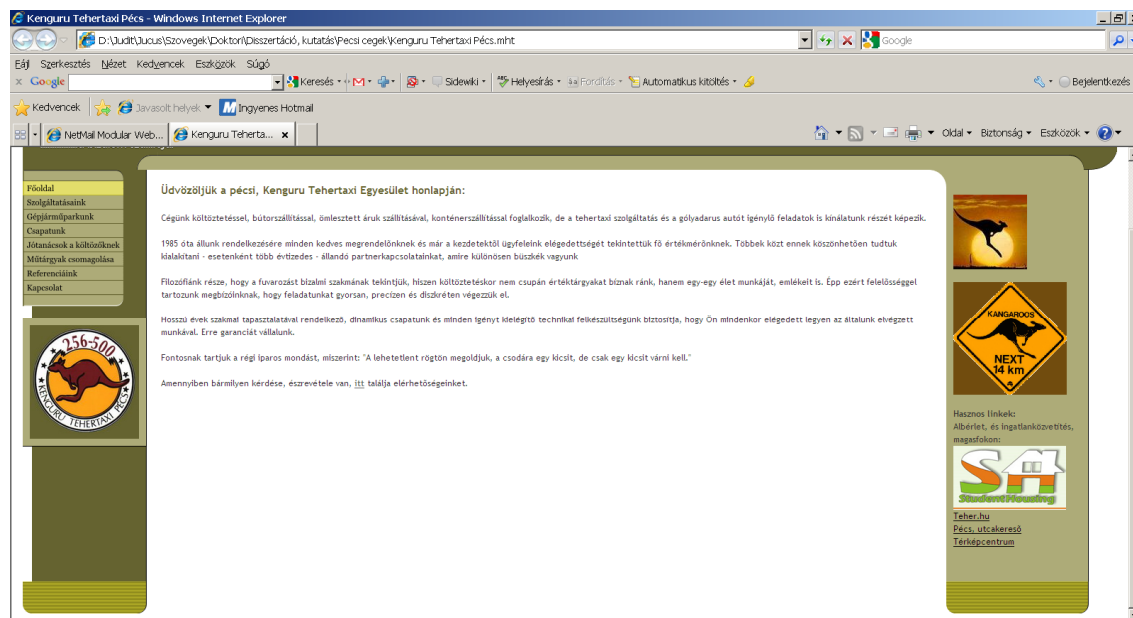 Kenguru Tehertaxi Pécs - Windows Internet Explorer
D:\Judit\Jucus\Szovegek\Doktori\Disszertáció, kutatás\Pecsi cegek\Kenguru Tehertaxi Pécs.mht
Google
Fájl Szerkesztés Nézet Kedvencek Eszközök Súgó
x Google Keresés Sidewiki Helyesírás Fordítás Automatikus kitöltés Bejelentkezés
Kedvencek Javasolt helyek Ingyenes Hotmail
NetMail Modular Web... Kenguru Teherta... x Oldal Biztonság Eszközök
Főoldal
Szolgáltatásaink
Gépjárműparkunk
Csapatunk
Jótanácsok a költözőknek
Műtárgyak csomagolása
Referenciáink
Kapcsolat
256-500
KENGURU TEHERTAXI PÉCS
Üdvözöljük a pécsi, Kenguru Tehertaxi Egyesület honlapján:
Cégünk költöztetéssel, bútorszállítással, ömlesztett áruk szállításával, konténerszállítással foglalkozik, de a tehertaxi szolgáltatás és a gólyadarus autót igénylő feladatok is kínálatunk részét képezik.
1985 óta állunk rendelkezésére minden kedves megrendelőnknek és már a kezdetektől ügyfeleink elégedettségét tekintettük fő értékmérőnknek. Többek közt ennek köszönhetően tudtuk
kialakítani - esetenként több évtizedes - állandó partnerkapcsolatainkat, amire különösen büszkék vagyunk
Filozófiánk része, hogy a fuvarozást bizalmi szakmának tekintjük, hiszen költöztetéskor nem csupán értéktárgyakat bíznak ránk, hanem egy-egy élet munkáját, emlékeit is. Épp ezért felelősséggel
tartozunk megbízóinknak, hogy feladatunkat gyorsan, precízen és diszkréten végezzük el.
Hosszú évek szakmai tapasztalatával rendelkező, dinamikus csapatunk és minden igényt kielégítő technikai felkészültségünk biztosítja, hogy Ön mindenkor elégedett legyen az általunk elvégzett
munkával. Erre garanciát vállalunk.
Fontosnak tartjuk a régi iparos mondást, miszerint: "A lehetetlent rögtön megoldjuk, a csodára egy kicsit, de csak egy kicsit várni kell."
Amennyiben bármilyen kérdése, észrevétele van, itt találja elérhetőségeinket.
KANGAROOS
NEXT
14 km
Hasznos linkek:
Albérlet, és ingatlanközvetítés,
magasfokon:
SH
StudentHousing
Teher.hu
Pécs, utcakereső
Térképcentrum